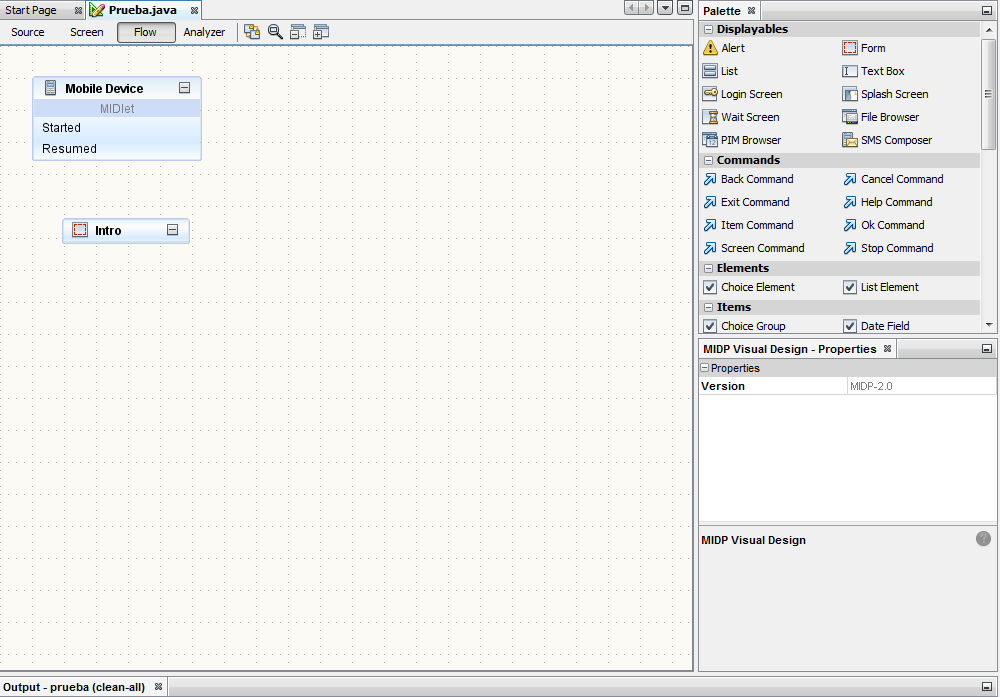 Start Page Prueba.java
Source Screen Flow Analyzer
Mobile Device
MIDlet
Started
Resumed
Intro
Palette
Displayables
Alert Form
List Text Box
Login Screen Splash Screen
Wait Screen File Browser
PIM Browser SMS Composer
Commands
Back Command Cancel Command
Exit Command Help Command
Item Command Ok Command
Screen Command Stop Command
Elements
Choice Element List Element
Items
Choice Group Date Field
MIDP Visual Design - Properties
Properties
Version MIDP-2.0
MIDP Visual Design
?
Output - prueba (clean-all)